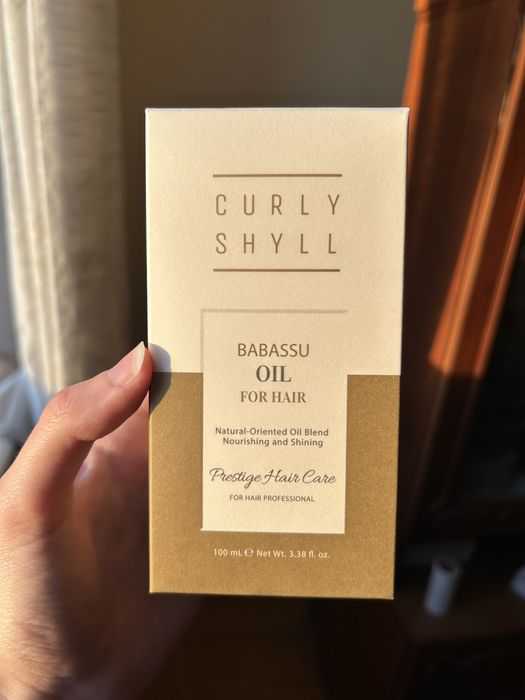 CURLY
SHYLL
BABASSU
OIL
FOR HAIR
Natural-Oriented Oil Blend
Nourishing and Shining
Prestige Hair Care
FOR HAIR PROFESSIONAL
100 mL ℮ Net Wt. 3.38 fl. oz.